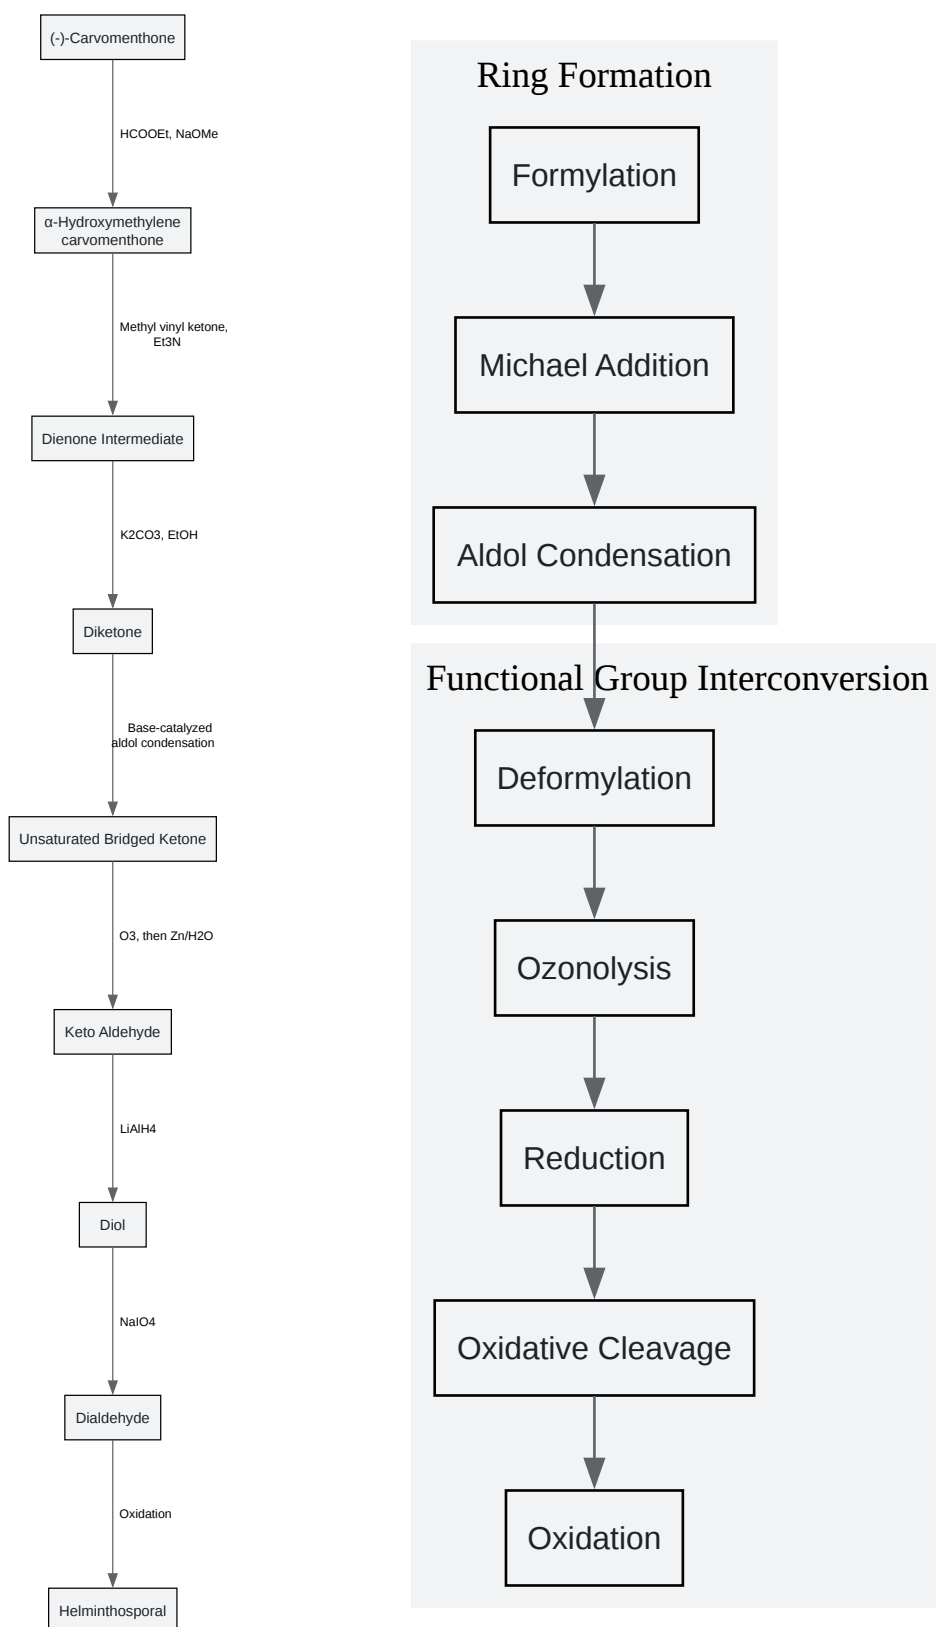 (-)-Carvomenthone
HCOOEt, NaOMe
α-Hydroxymethylene
carvomenthone
Methyl vinyl ketone,
Et3N
Dienone Intermediate
K2CO3, EtOH
Diketone
Base-catalyzed
aldol condensation
Unsaturated Bridged Ketone
O3, then Zn/H2O
Keto Aldehyde
LiAlH4
Diol
NaIO4
Dialdehyde
Oxidation
Helminthosporal
Ring Formation
Formylation
Michael Addition
Aldol Condensation
Functional Group Interconversion
Deformylation
Ozonolysis
Reduction
Oxidative Cleavage
Oxidation